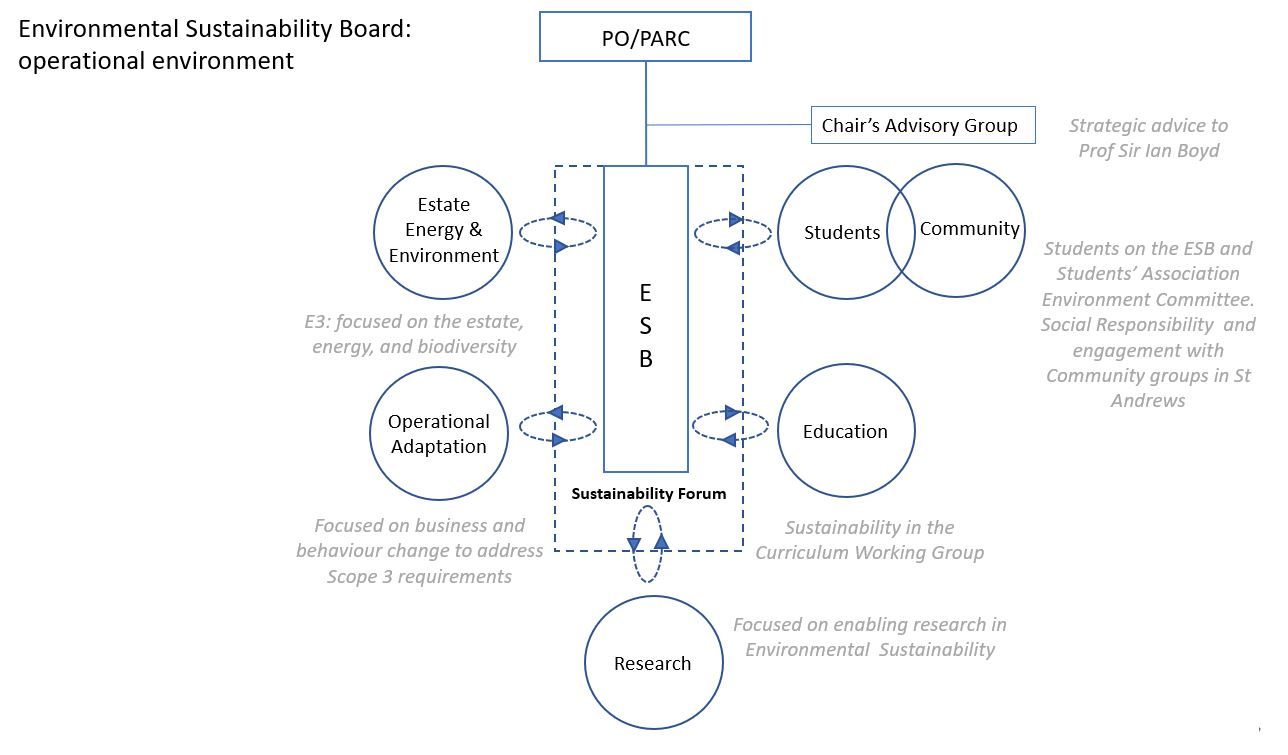 Environmental Sustainability Board:
operational environment
PO/PARC
Chair's Advisory Group
Strategic advice to
Prof Sir Ian Boyd
Estate
Energy &
Environment
E3: focused on the estate,
energy, and biodiversity
Operational
Adaptation
Focused on business and
behaviour change to address
Scope 3 requirements
E
S
B
Sustainability Forum
Students
Community
Students on the ESB and
Students' Association
Environment Committee.
Social Responsibility  and
engagement with
Community groups in St
Andrews
Education
Sustainability in the
Curriculum Working Group
Research
Focused on enabling research in
Environmental  Sustainability